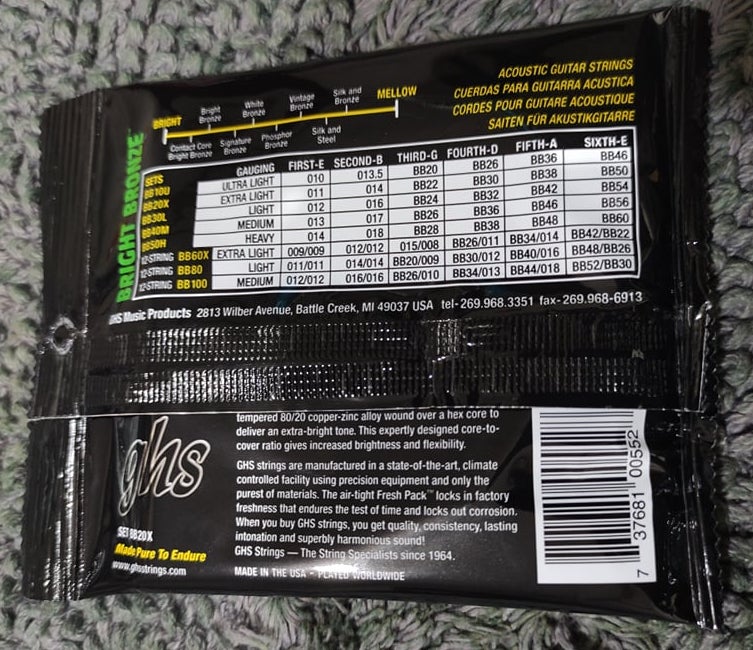 ACOUSTIC GUITAR STRINGS
CUERDAS PARA GUITARRA ACUSTICA
CORDES POUR GUITARE ACOUSTIQUE
SAITEN FÜR AKUSTIKGITARRE
BRIGHT Bright Bronze White Bronze Vintage Bronze Silk and Bronze MELLOW
Contact Core Bright Bronze Signature Bronze Phosphor Bronze Silk and Steel
BRIGHT BRONZE™
SETS GAUGING FIRST-E SECOND-B THIRD-G FOURTH-D FIFTH-A SIXTH-E
BB10U ULTRA LIGHT 010 013.5 BB20 BB26 BB36 BB46
BB20X EXTRA LIGHT 011 014 BB22 BB30 BB38 BB50
BB30L LIGHT 012 016 BB24 BB32 BB42 BB54
BB40M MEDIUM 013 017 BB26 BB36 BB46 BB56
BB50H HEAVY 014 018 BB28 BB38 BB48 BB60
12-STRING BB60X EXTRA LIGHT 009/009 012/012 015/008 BB26/011 BB34/014 BB42/BB22
12-STRING BB80 LIGHT 011/011 014/014 BB20/009 BB30/012 BB40/016 BB48/BB26
12-STRING BB100 MEDIUM 012/012 016/016 BB26/010 BB34/013 BB44/018 BB52/BB30
GHS Music Products 2813 Wilber Avenue, Battle Creek, MI 49037 USA tel-269.968.3351 fax-269.968-6913
tempered 80/20 copper-zinc alloy wound over a hex core to
deliver an extra-bright tone. This expertly designed core-to-
cover ratio gives increased brightness and flexibility.
GHS strings are manufactured in a state-of-the-art, climate
controlled facility using precision equipment and only the
purest of materials. The air-tight Fresh Pack™ locks in factory
freshness that endures the test of time and locks out corrosion.
When you buy GHS strings, you get quality, consistency, lasting
intonation and superbly harmonious sound!
GHS Strings — The String Specialists since 1964.
MADE IN THE USA - PLAYED WORLDWIDE
ghs
SET BB20X
Made Pure To Endure
www.ghsstrings.com
7 37681 00552